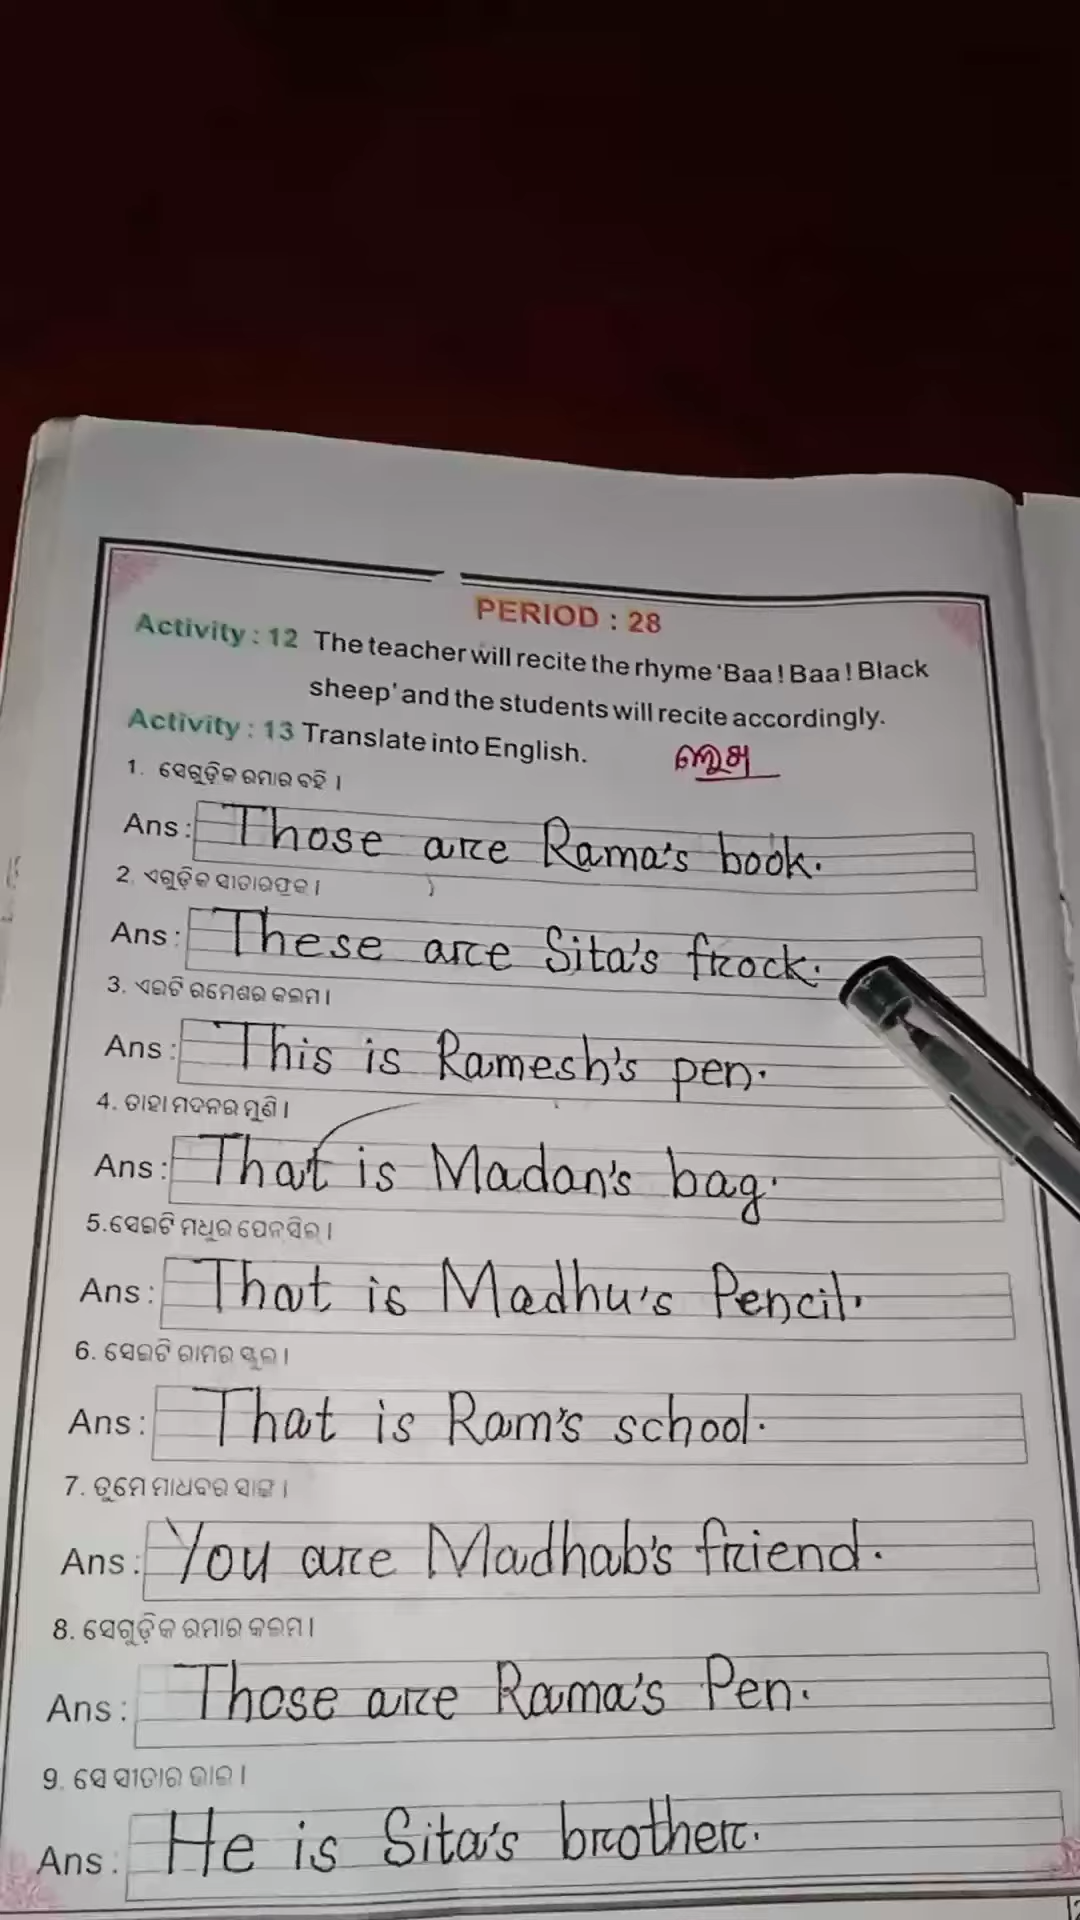 PERIOD : 28
Activity : 12 The teacher will recite the rhyme ‘Baa ! Baa ! Black
sheep’ and the students will recite accordingly.
Activity : 13 Translate into English.
1. ସେଗୁଡ଼ିକ ରମାର ବହି ।
Ans : Those are Rama's book.
2. ଏଗୁଡ଼ିକ ସୀତାରଫ୍ରକ ।
Ans : These are Sita's frock.
3. ଏଇଟି ରମେଶର କଲମ ।
Ans : This is Ramesh's pen.
4. ତାହା ମଦନର ମୁଣି ।
Ans : That is Madan's bag.
5.ସେଇଟି ମଧୁର ପେନସିଲ ।
Ans : That is Madhu's Pencil.
6. ସେଇଟି ରାମର ସ୍କୁଲ ।
Ans : That is Ram's school.
7. ତୁମେ ମାଧବର ସାଙ୍ଗ ।
Ans : You are Madhab's friend.
8. ସେଗୁଡ଼ିକ ରମାର କଲମ ।
Ans : Those are Rama's Pen.
9. ସେ ସୀତାର ଭାଇ ।
Ans : He is Sita's brother.